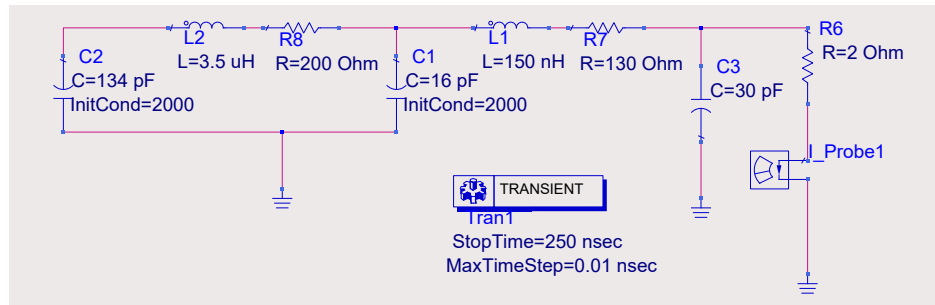 L2
L=3.5 uH
R8
R=200 Ohm
L1
L=150 nH
R7
R=130 Ohm
R6
R=2 Ohm
C2
C=134 pF
InitCond=2000
C1
C=16 pF
InitCond=2000
C3
C=30 pF
I_Probe1
TRANSIENT
Tran1
StopTime=250 nsec
MaxTimeStep=0.01 nsec